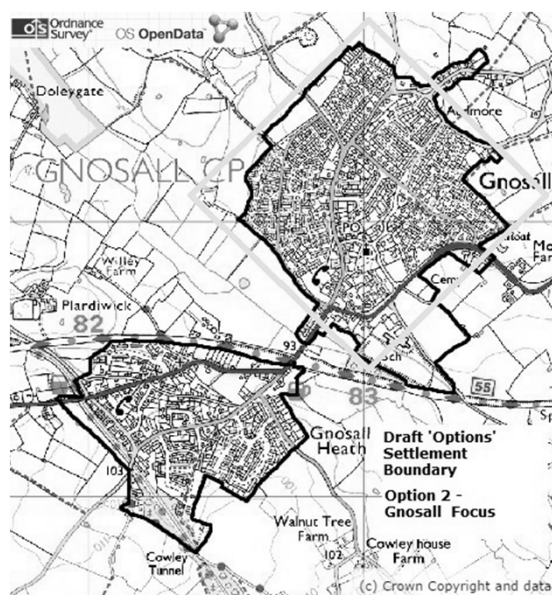 Ordnance Survey
OS OpenData
Doleygate
GNOSALL CP
Gnosall
Willey Farm
Plardiwick
82
93
Sch
83
55
103
Gnosall Heath
Draft 'Options'
Settlement
Boundary
Option 2 -
Gnosall Focus
Walnut Tree
Farm
102
Cowley house
Farm
Cowley
Tunnel
(c) Crown Copyright and data